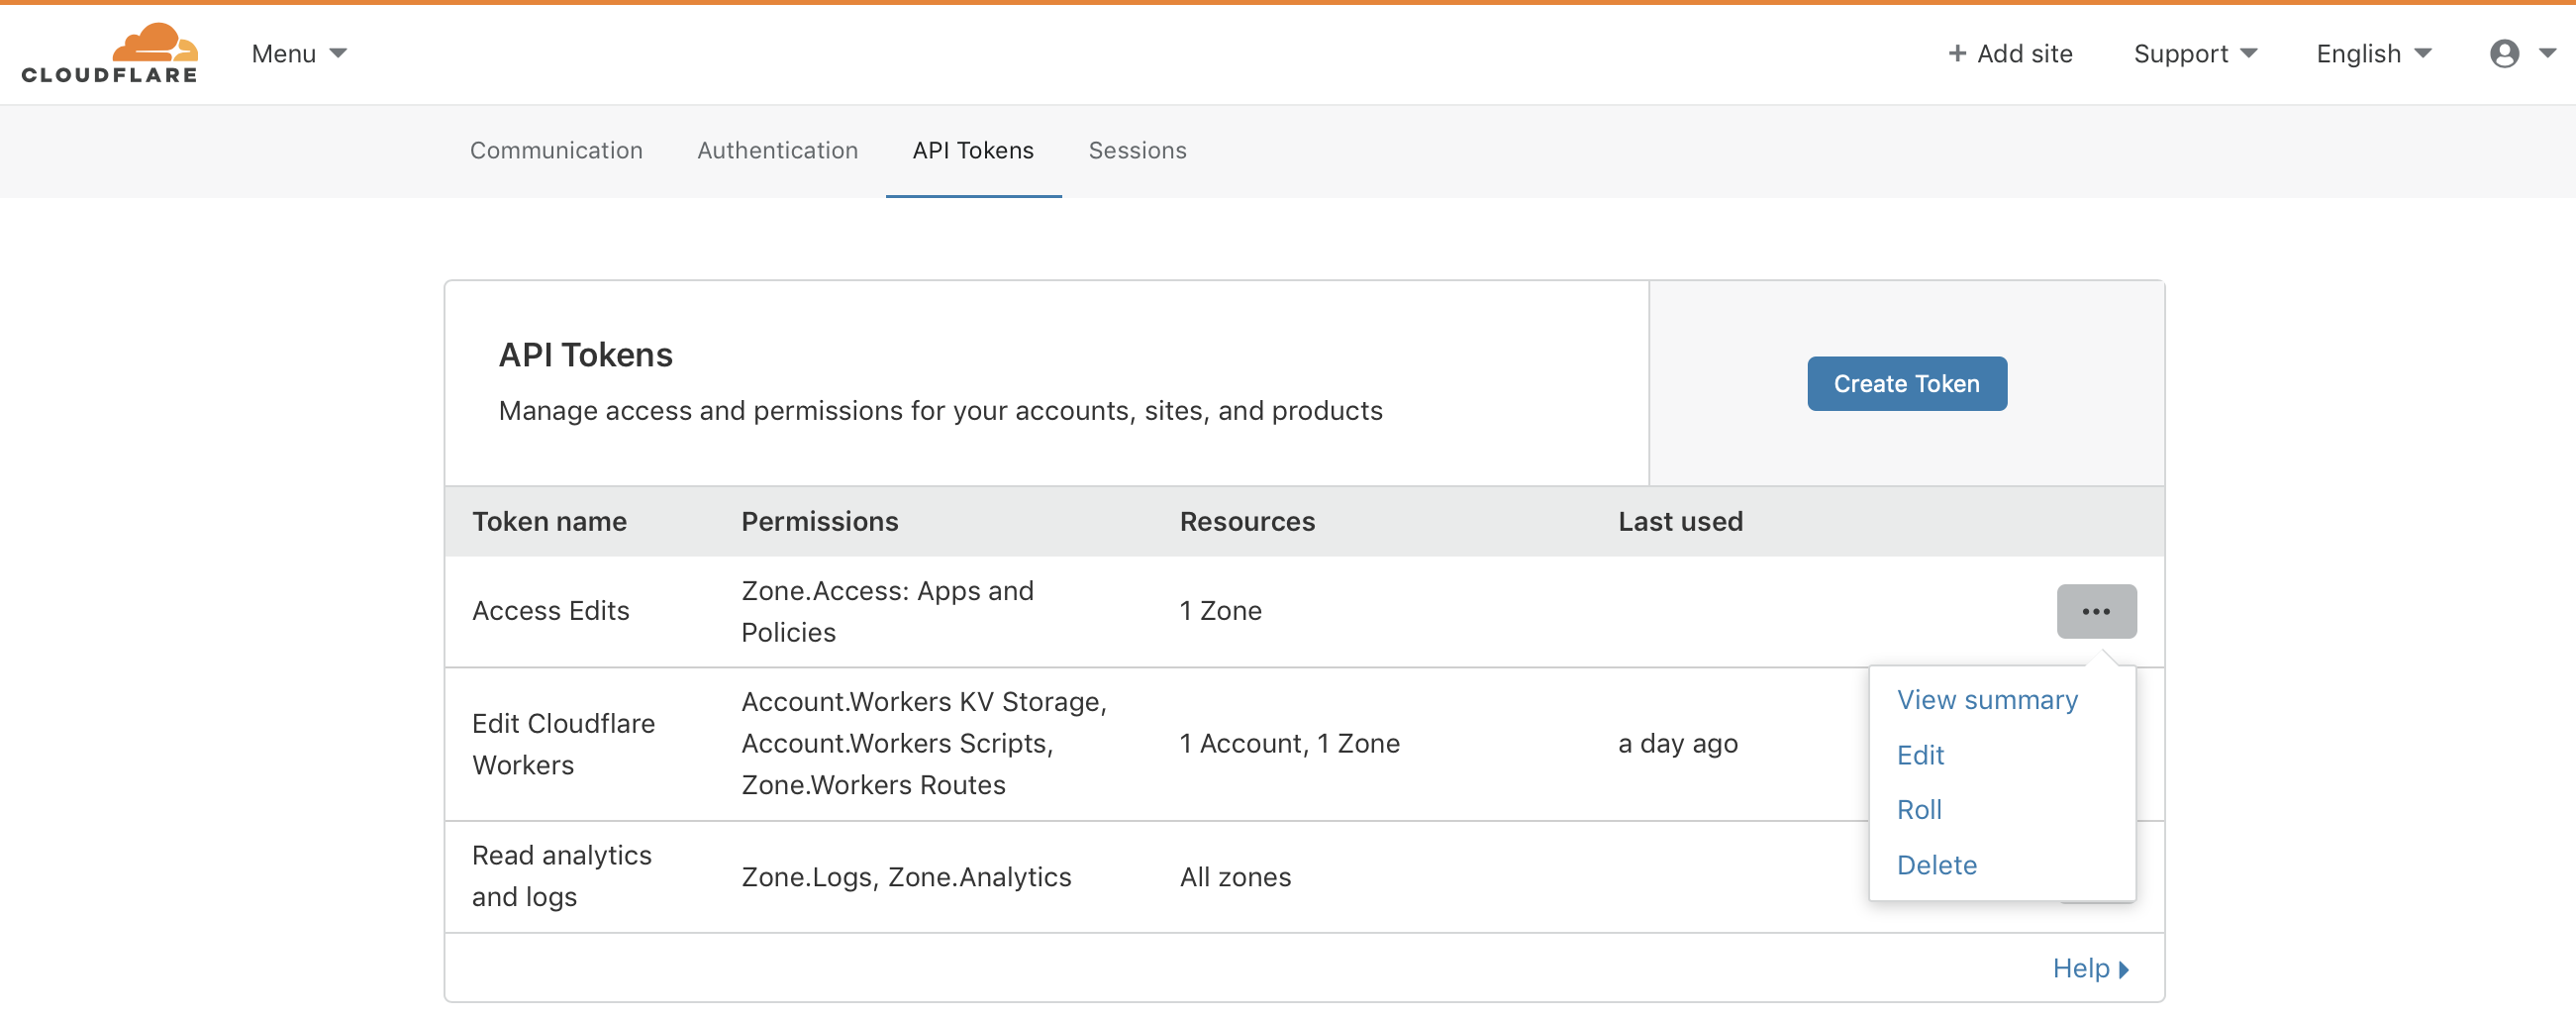 CLOUDFLARE
Menu
+ Add site
Support
English
Communication
Authentication
API Tokens
Sessions
API Tokens
Manage access and permissions for your accounts, sites, and products
Create Token
Token name
Permissions
Resources
Last used
Access Edits
Zone.Access: Apps and
Policies
1 Zone
•••
View summary
Edit
Roll
Delete
Edit Cloudflare
Workers
Account.Workers KV Storage,
Account.Workers Scripts,
Zone.Workers Routes
1 Account, 1 Zone
a day ago
Read analytics
and logs
Zone.Logs, Zone.Analytics
All zones
Help